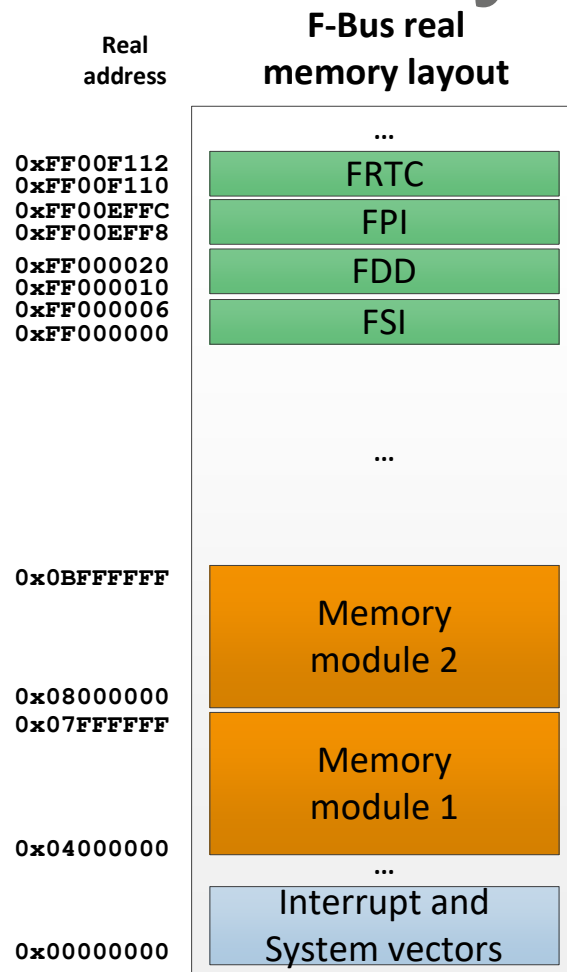 Real
address
F-Bus real
memory layout
...
0xFF00F112
0xFF00F110
FRTC
0xFF00EFFC
0xFF00EFF8
FPI
0xFF000020
0xFF000010
FDD
0xFF000006
0xFF000000
FSI
...
0x0BFFFFFF
Memory
module 2
0x08000000
0x07FFFFFF
Memory
module 1
0x04000000
...
Interrupt and
System vectors
0x00000000